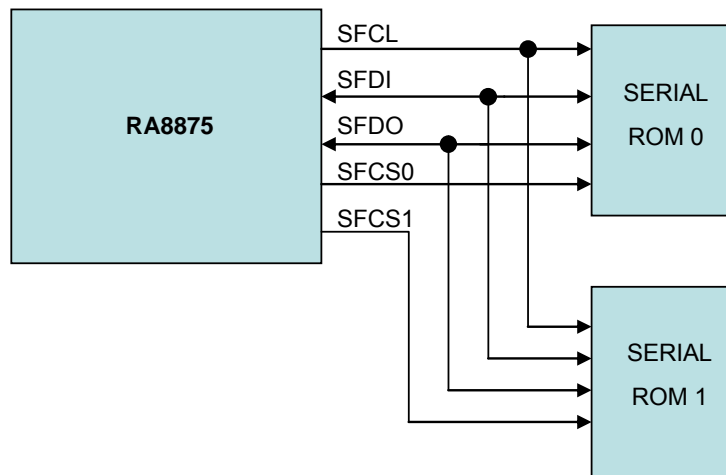 SFCL
SFDI
RA8875
SFDO
SFCS0
SFCS1
SERIAL
ROM 0
SERIAL
ROM 1